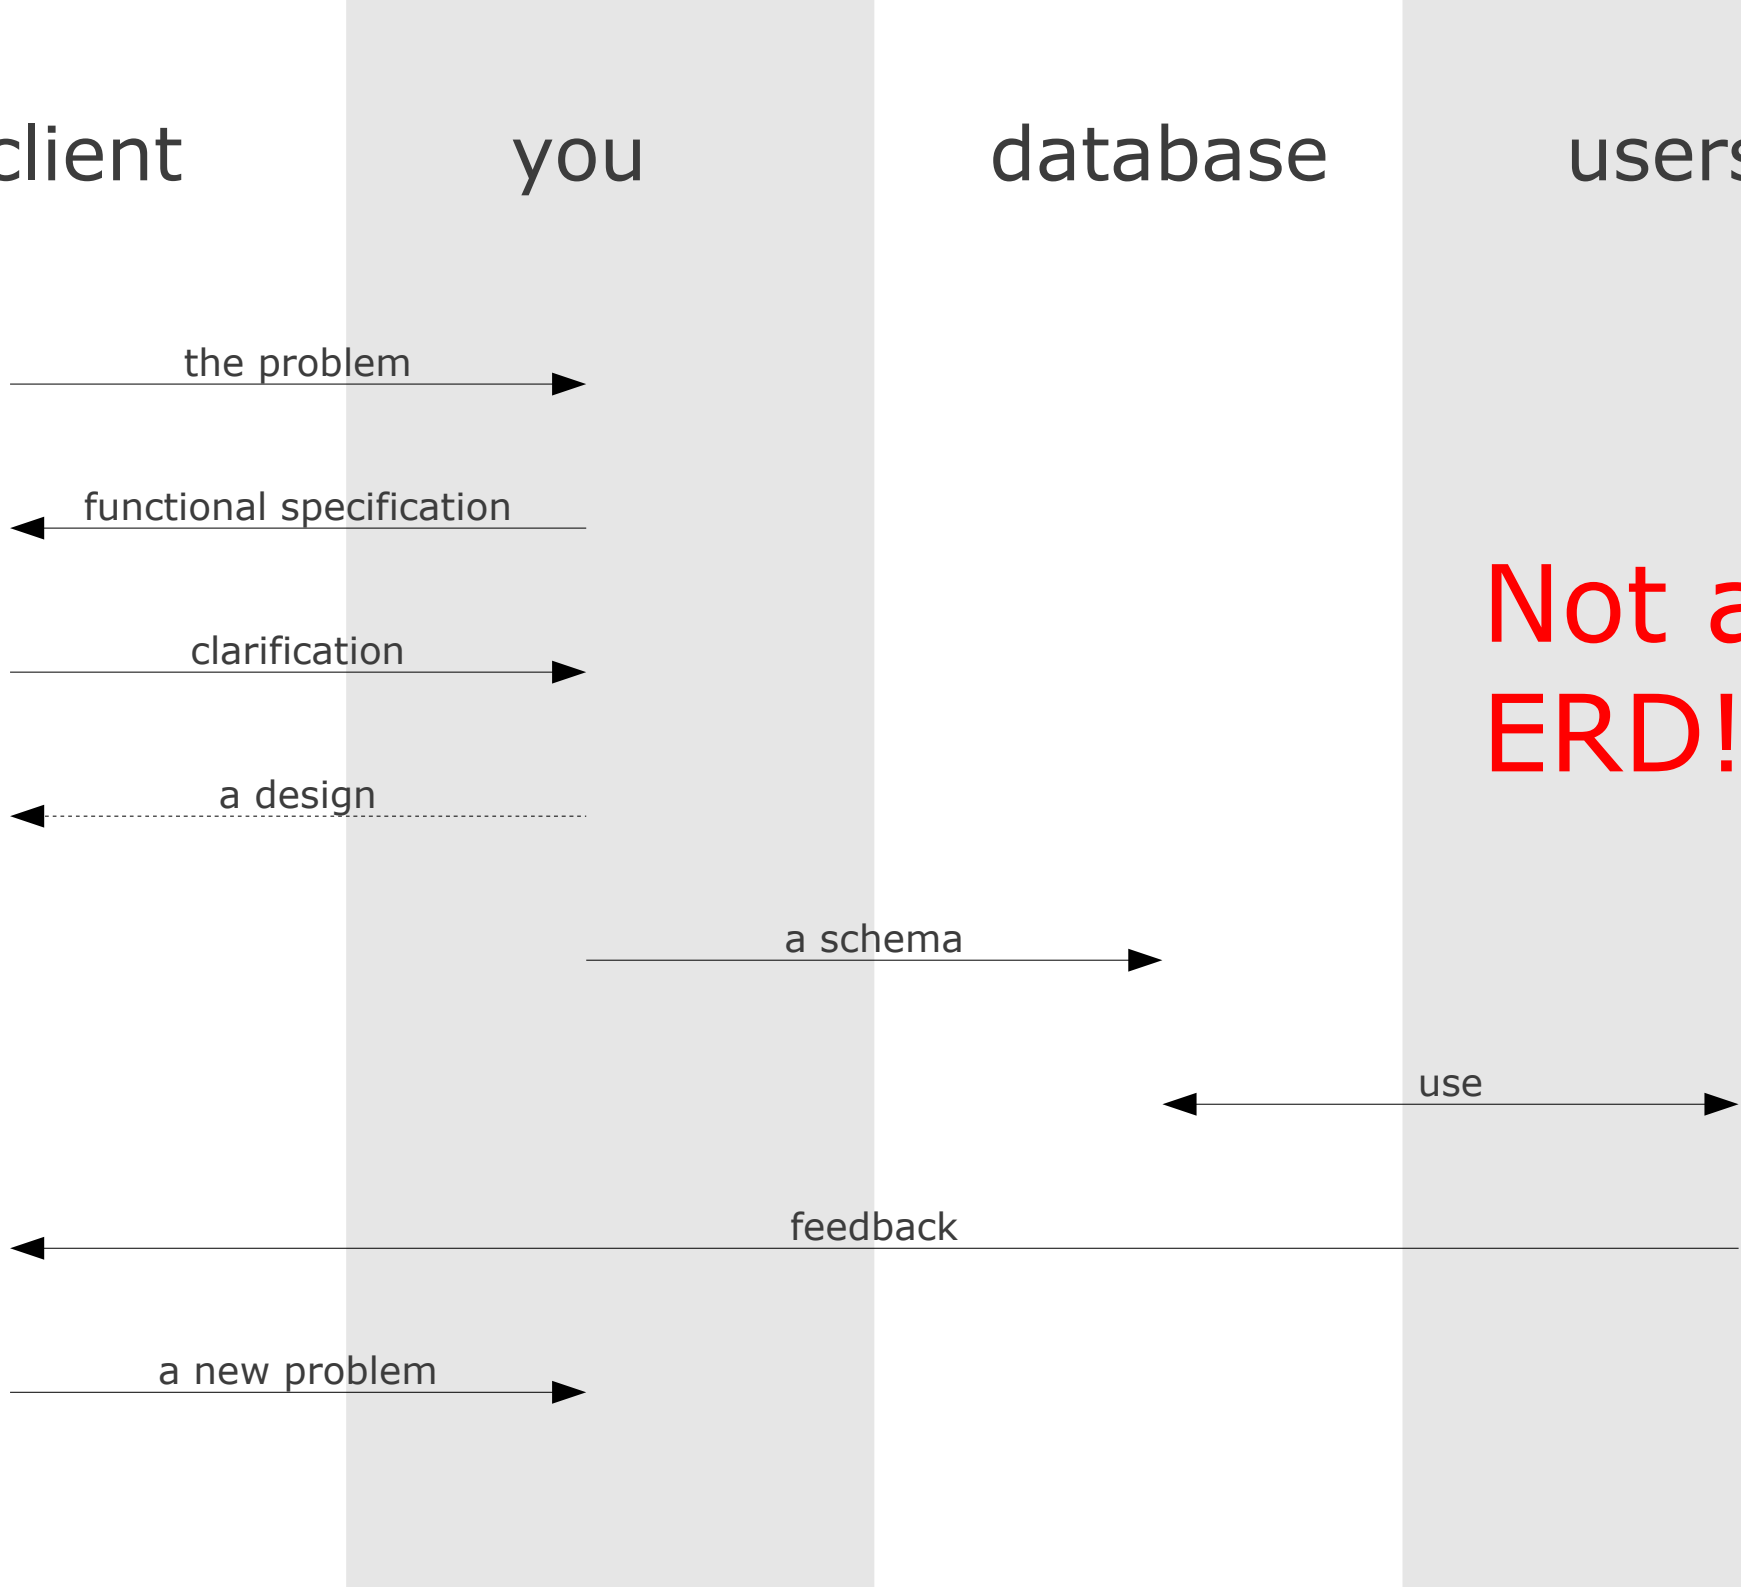 client you database users
the problem
functional specification
clarification
Not a
ERD!
a design
a schema
use
feedback
a new problem